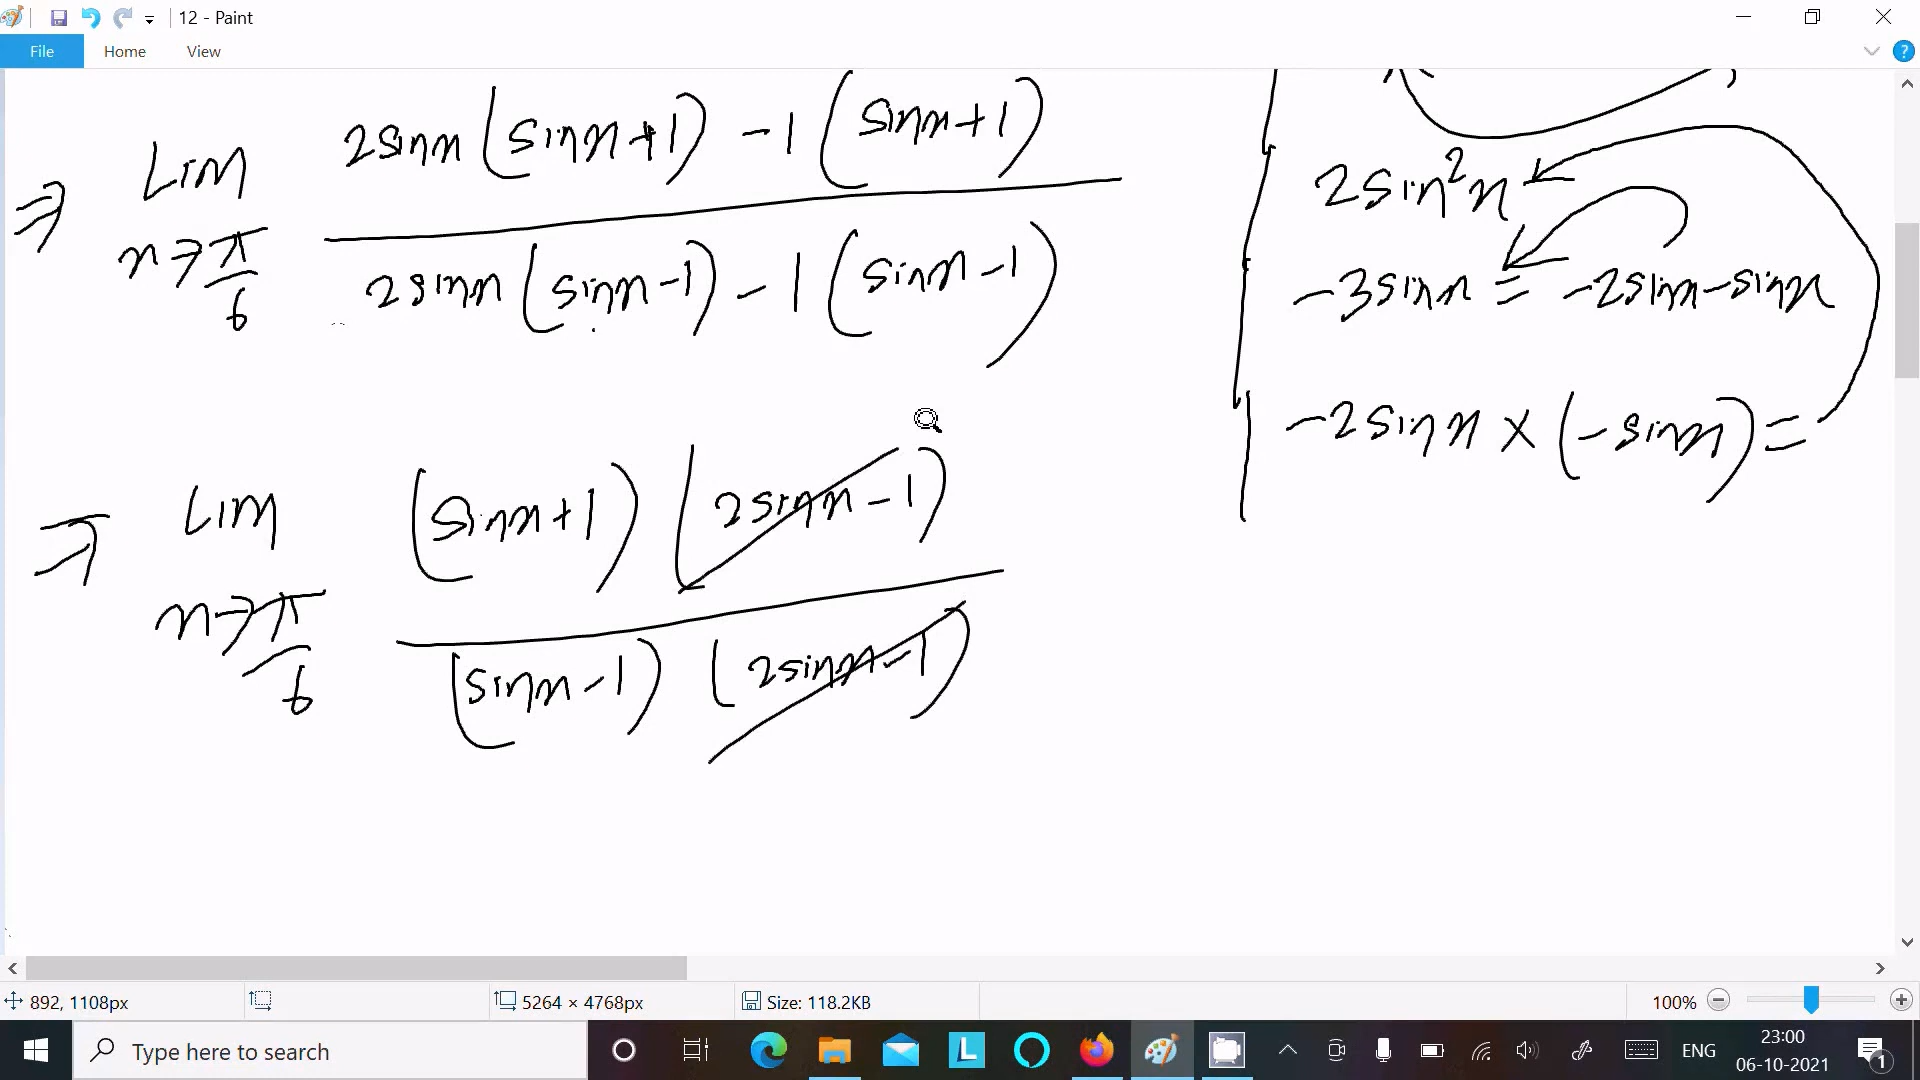 12 - Paint
File Home View
2sinx (sinx+1) -1 (sinx+1)
⇒ Lim
x→π/6
2sinx (sinx-1) -1 (sinx-1)
2sin²x
-3sinx = -2sinx-sinx
-2sinx × (-sinx) =
(sinx+1) (2sinx-1)
⇒ Lim
x→π/6
(sinx-1) (2sinx-1)
892, 1108px 5264 × 4768px Size: 118.2KB 100%
Type here to search
L
ENG
23:00
06-10-2021
1